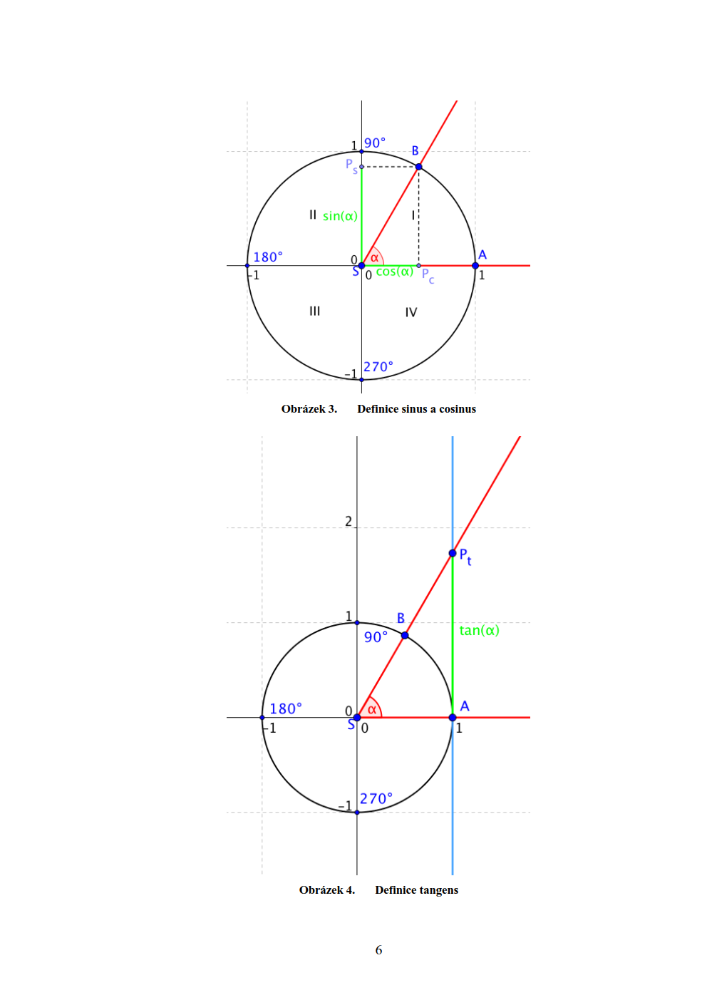 1 90°
B
Ps
II sin(α) I
180° 0 α A
-1 S 0 cos(α) Pc 1
III IV
270°
-1
Obrázek 3. Definice sinus a cosinus
2
Pt
1 B
90° tan(α)
180° 0 α A
-1 S 0 1
270°
-1
Obrázek 4. Definice tangens
6